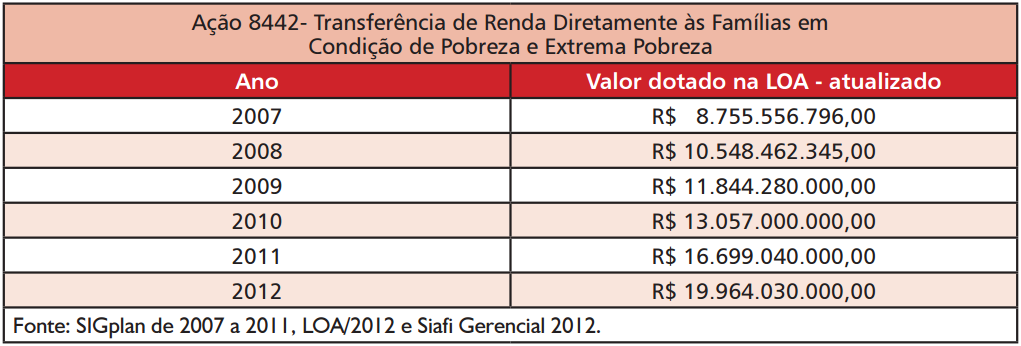 Ação 8442- Transferência de Renda Diretamente às Famílias em
Condição de Pobreza e Extrema Pobreza
Ano Valor dotado na LOA - atualizado
2007 R$ 8.755.556.796,00
2008 R$ 10.548.462.345,00
2009 R$ 11.844.280.000,00
2010 R$ 13.057.000.000,00
2011 R$ 16.699.040.000,00
2012 R$ 19.964.030.000,00
Fonte: SIGplan de 2007 a 2011, LOA/2012 e Siafi Gerencial 2012.